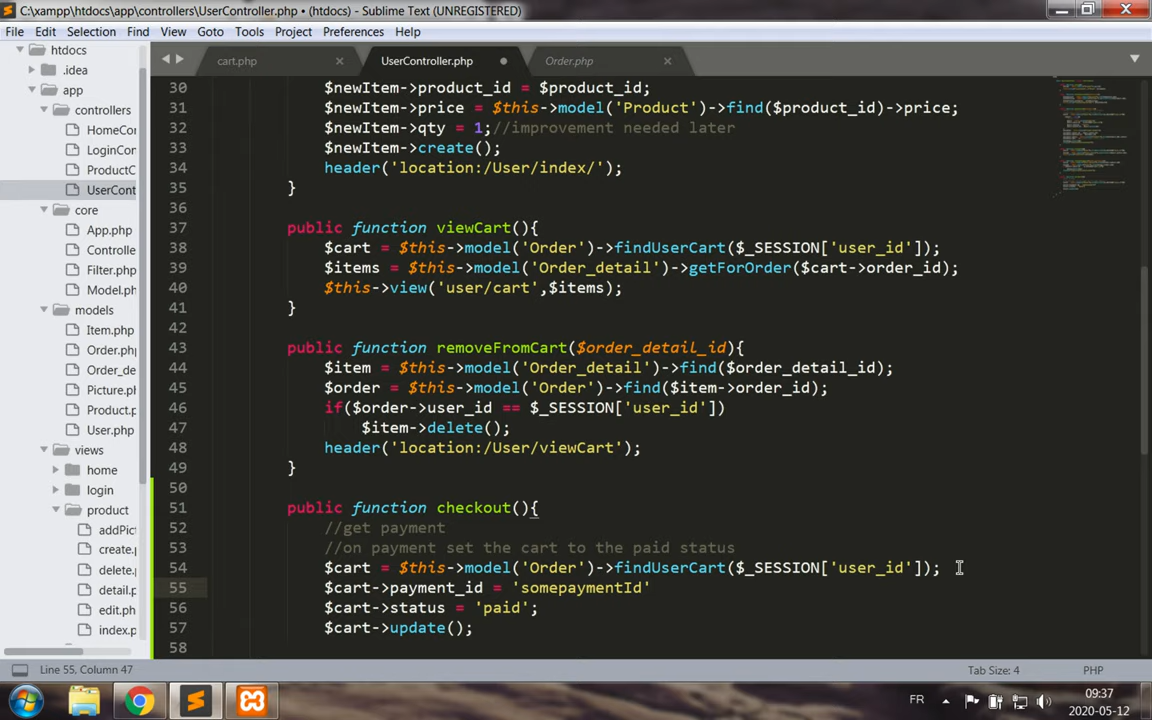 C:\xampp\htdocs\app\controllers\UserController.php • (htdocs) - Sublime Text (UNREGISTERED)
File Edit Selection Find View Goto Tools Project Preferences Help
htdocs
.idea
app
controllers
HomeCon
LoginCon
ProductC
UserCont
core
App.php
Controlle
Filter.php
Model.ph
models
Item.php
Order.php
Order_de
Picture.ph
Product.p
User.php
views
home
login
product
addPict
create.p
delete.p
detail.p
edit.ph
index.p
cart.php UserController.php Order.php
30 $newItem->product_id = $product_id;
31 $newItem->price = $this->model('Product')->find($product_id)->price;
32 $newItem->qty = 1;//improvement needed later
33 $newItem->create();
34 header('location:/User/index/');
35 }
36
37 public function viewCart(){
38 $cart = $this->model('Order')->findUserCart($_SESSION['user_id']);
39 $items = $this->model('Order_detail')->getForOrder($cart->order_id);
40 $this->view('user/cart',$items);
41 }
42
43 public function removeFromCart($order_detail_id){
44 $item = $this->model('Order_detail')->find($order_detail_id);
45 $order = $this->model('Order')->find($item->order_id);
46 if($order->user_id == $_SESSION['user_id'])
47 $item->delete();
48 header('location:/User/viewCart');
49 }
50
51 public function checkout(){
52 //get payment
53 //on payment set the cart to the paid status
54 $cart = $this->model('Order')->findUserCart($_SESSION['user_id']);
55 $cart->payment_id = 'somepaymtentId'
56 $cart->status = 'paid';
57 $cart->update();
58
Line 55, Column 47 Tab Size: 4 PHP
FR 09:37
2020-05-12